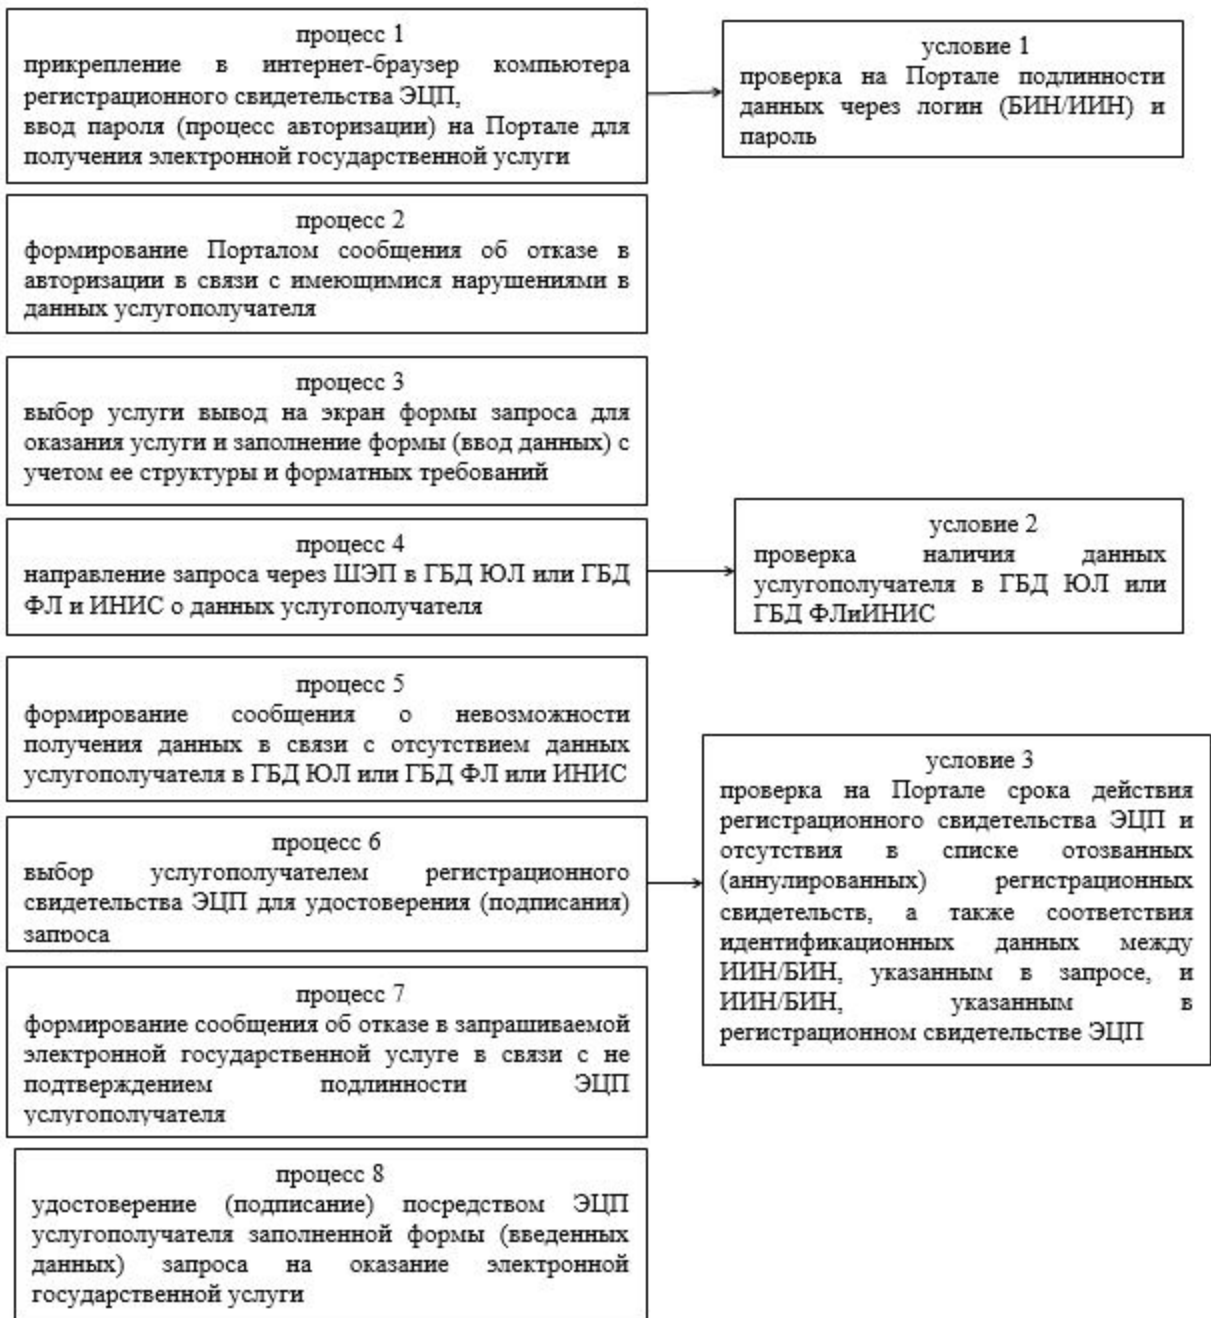 процесс 1
прикрепление в интернет-браузер компьютера
регистрационного свидетельства ЭЦП,
ввод пароля (процесс авторизации) на Портале для
получения электронной государственной услуги
условие 1
проверка на Портале подлинности
данных через логин (БИН/ИИН) и
пароль
процесс 2
формирование Порталом сообщения об отказе в
авторизации в связи с имеющимися нарушениями в
данных услугополучателя
процесс 3
выбор услуги вывод на экран формы запроса для
оказания услуги и заполнение формы (ввод данных) с
учетом ее структуры и форматных требований
процесс 4
направление запроса через ШЭП в ГБД ЮЛ или ГБД
ФЛ и ИНИС о данных услугополучателя
условие 2
проверка наличия данных
услугополучателя в ГБД ЮЛ или
ГБД ФЛиИНИС
процесс 5
формирование сообщения о невозможности
получения данных в связи с отсутствием данных
услугополучателя в ГБД ЮЛ или ГБД ФЛ или ИНИС
процесс 6
выбор услугополучателем регистрационного
свидетельства ЭЦП для удостоверения (подписания)
запроса
условие 3
проверка на Портале срока действия
регистрационного свидетельства ЭЦП и
отсутствия в списке отозванных
(аннулированных) регистрационных
свидетельств, а также соответствия
идентификационных данных между
ИИН/БИН, указанным в запросе, и
ИИН/БИН, указанным в
регистрационном свидетельстве ЭЦП
процесс 7
формирование сообщения об отказе в запрашиваемой
электронной государственной услуге в связи с не
подтверждением подлинности ЭЦП
услугополучателя
процесс 8
удостоверение (подписание) посредством ЭЦП
услугополучателя заполненной формы (введенных
данных) запроса на оказание электронной
государственной услуги